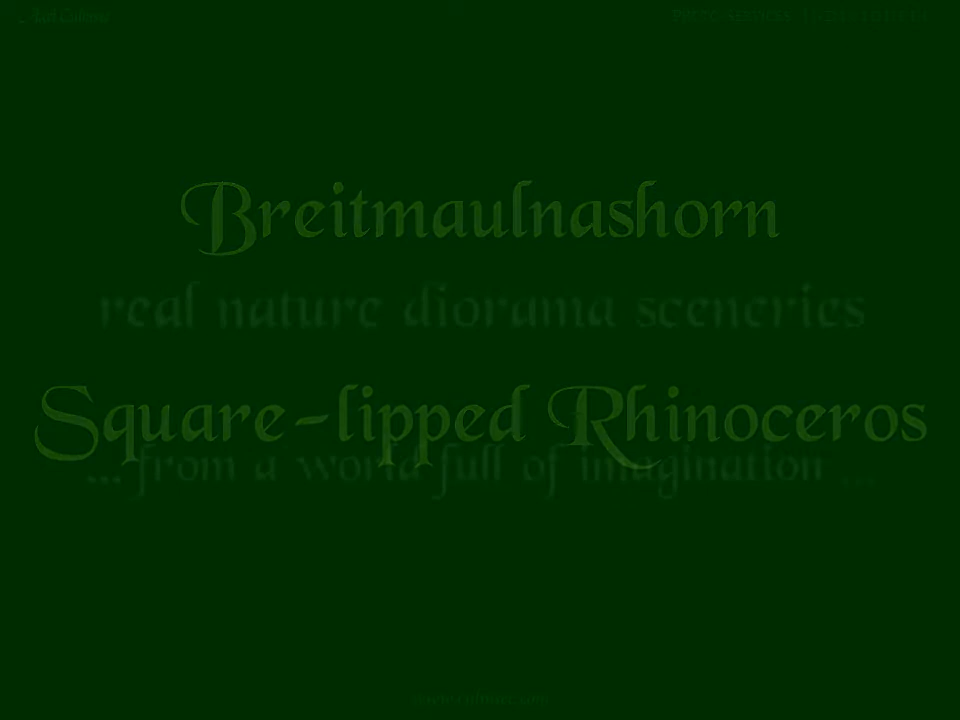 Breitmaulnashorn
real nature diorama sceneries
Square-lipped Rhinoceros
...from a world full of imagination ...